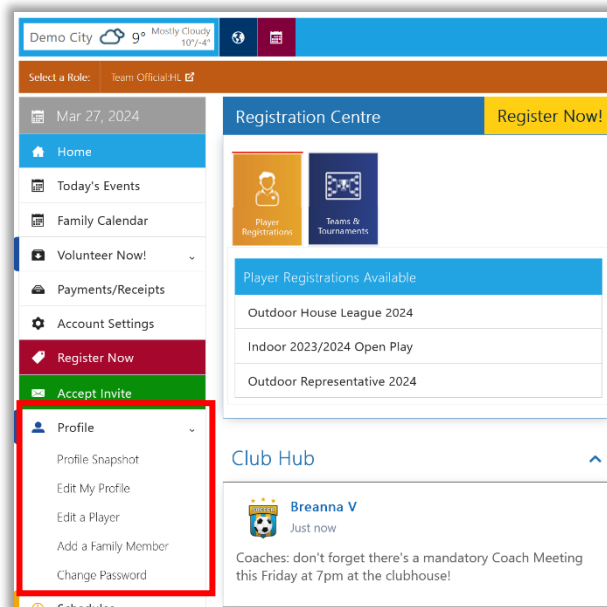 Demo City 9° Mostly Cloudy
10°/-4°
Select a Role: Team Official:HL
Mar 27, 2024
Home
Today's Events
Family Calendar
Volunteer Now!
Payments/Receipts
Account Settings
Register Now
Accept Invite
Profile
Profile Snapshot
Edit My Profile
Edit a Player
Add a Family Member
Change Password
Schedules
Registration Centre
Register Now!
Player
Registrations
Teams &
Tournaments
Player Registrations Available
Outdoor House League 2024
Indoor 2023/2024 Open Play
Outdoor Representative 2024
Club Hub
SOCCER
Breanna V
Just now
Coaches: don't forget there's a mandatory Coach Meeting
this Friday at 7pm at the clubhouse!